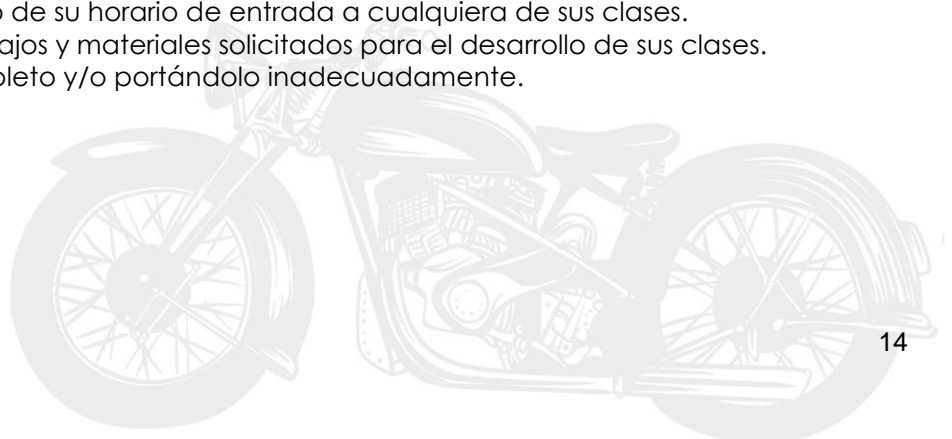 de su horario de entrada a cualquiera de sus clases.
ajos y materiales solicitados para el desarrollo de sus clases.
leto y/o portándolo inadecuadamente.
14